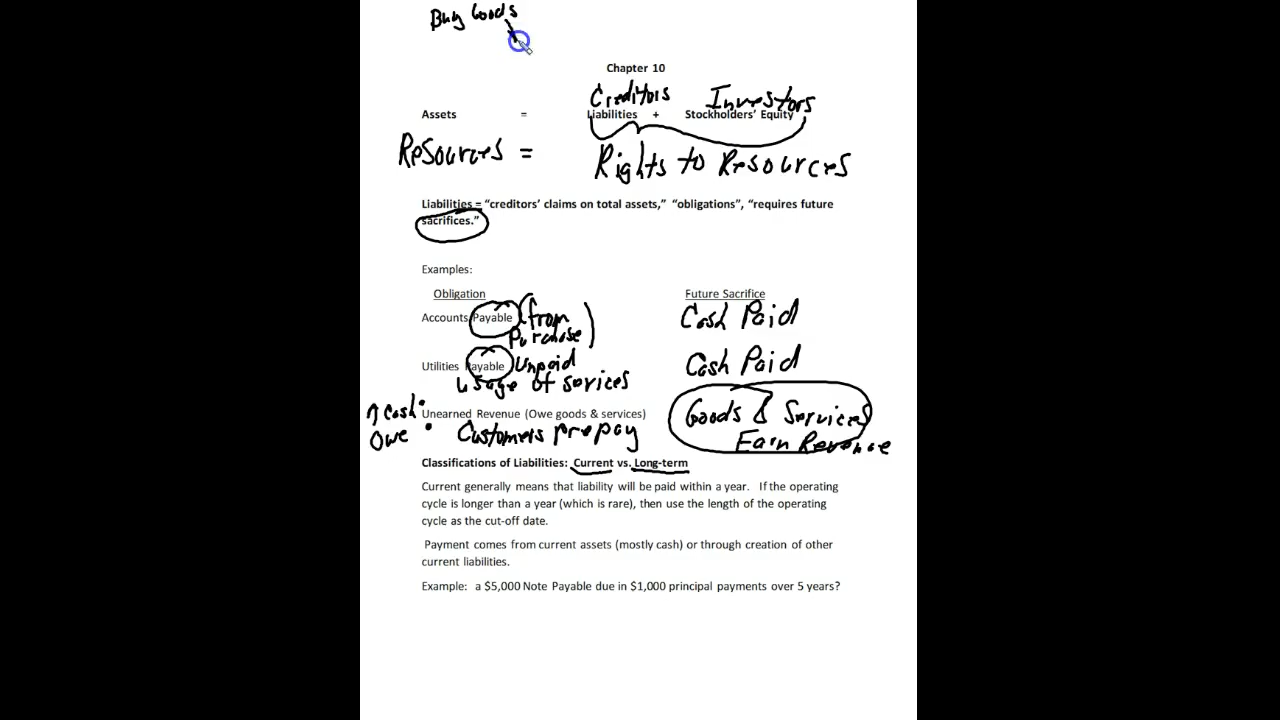 Buy Goods
Chapter 10
Creditors Investors
Assets = Liabilities + Stockholders' Equity
Resources = Rights to Resources
Liabilities = "creditors' claims on total assets," "obligations", "requires future
sacrifices."
Examples:
Obligation Future Sacrifice
Accounts Payable (from Cash Paid
Purchase)
Utilities Payable Unpaid Cash Paid
usage of services
↑ Cash Unearned Revenue (Owe goods & services) Goods & Services
Owe Customers prepay Earn Revenue
Classifications of Liabilities: Current vs. Long-term
Current generally means that liability will be paid within a year. If the operating
cycle is longer than a year (which is rare), then use the length of the operating
cycle as the cut-off date.
Payment comes from current assets (mostly cash) or through creation of other
current liabilities.
Example: a $5,000 Note Payable due in $1,000 principal payments over 5 years?